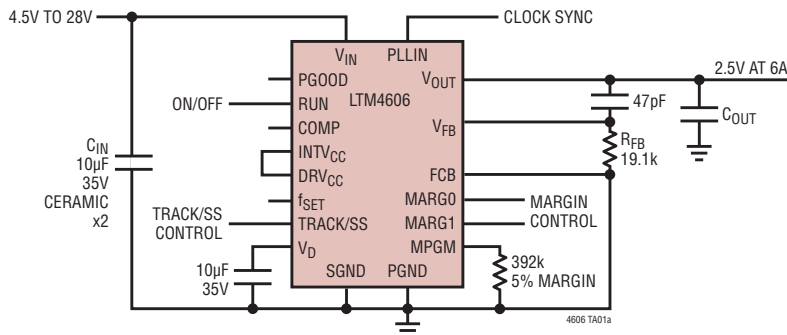 4.5V TO 28V
CLOCK SYNC
VIN
PLLIN
PGOOD
VOUT
2.5V AT 6A
LTM4606
ON/OFF
RUN
47pF
COUT
COMP
VFB
CIN
10µF
35V
CERAMIC
x2
INTVCC
RFB
19.1k
DRVCC
FCB
fSET
MARG0
MARGIN
CONTROL
TRACK/SS
CONTROL
TRACK/SS
MARG1
VD
MPGM
10µF
35V
SGND
PGND
392k
5% MARGIN
4606 TA01a